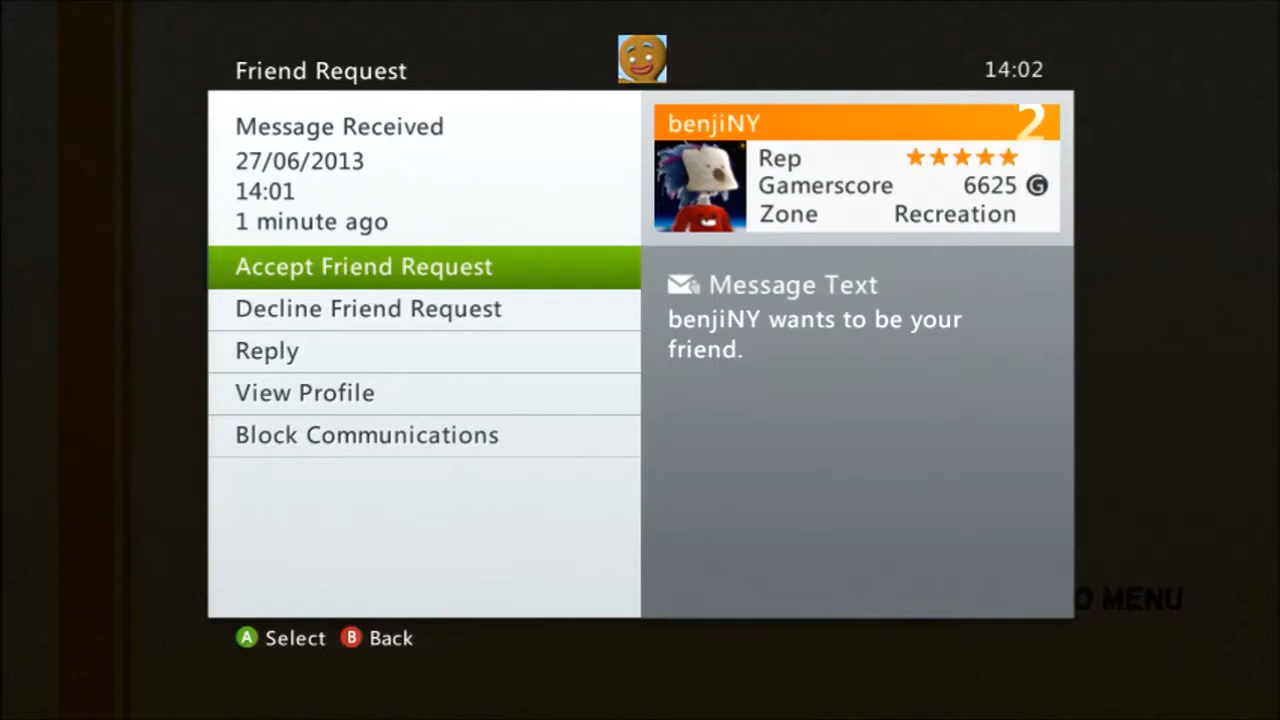 Friend Request
14:02
Message Received
27/06/2013
14:01
1 minute ago
Accept Friend Request
Decline Friend Request
Reply
View Profile
Block Communications
benjiNY
2
Rep
Gamerscore 6625 G
Zone Recreation
Message Text
benjiNY wants to be your
friend.
MENU
A Select B Back